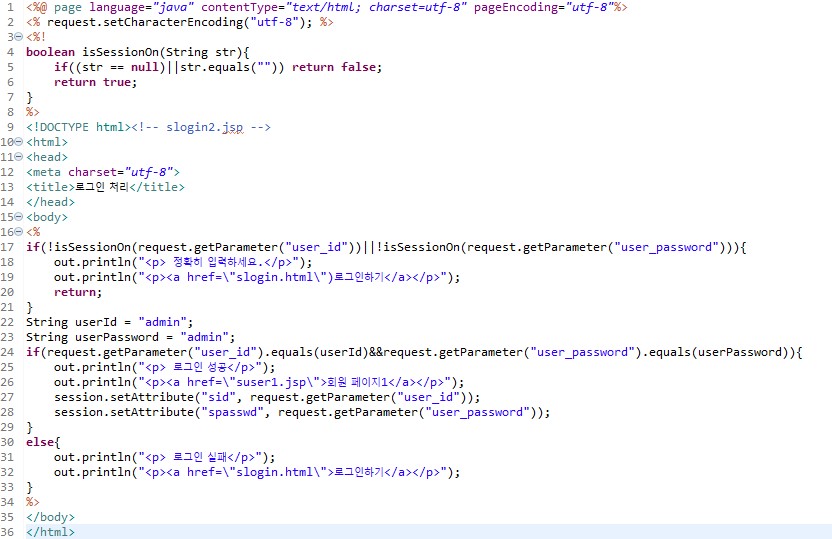 1 <%@ page language="java" contentType="text/html; charset=utf-8" pageEncoding="utf-8"%>
2 <% request.setCharacterEncoding("utf-8"); %>
3 <%!
4 boolean isSessionOn(String str){
5     if((str == null)||str.equals("")) return false;
6     return true;
7 }
8 %>
9 <!DOCTYPE html><!-- slogin2.jsp -->
10 <html>
11 <head>
12 <meta charset="utf-8">
13 <title>로그인 처리</title>
14 </head>
15 <body>
16 <%
17 if(!isSessionOn(request.getParameter("user_id"))||!isSessionOn(request.getParameter("user_password"))){
18     out.println("<p> 정확히 입력하세요.</p>");
19     out.println("<p><a href=\"slogin.html\")로그인하기</a></p>");
20     return;
21 }
22 String userId = "admin";
23 String userPassword = "admin";
24 if(request.getParameter("user_id").equals(userId)&&request.getParameter("user_password").equals(userPassword)){
25     out.println("<p> 로그인 성공</p>");
26     out.println("<p><a href=\"suser1.jsp\">회원 페이지1</a></p>");
27     session.setAttribute("sid", request.getParameter("user_id"));
28     session.setAttribute("spasswd", request.getParameter("user_password"));
29 }
30 else{
31     out.println("<p> 로그인 실패</p>");
32     out.println("<p><a href=\"slogin.html\">로그인하기</a></p>");
33 }
34 %>
35 </body>
36 </html>